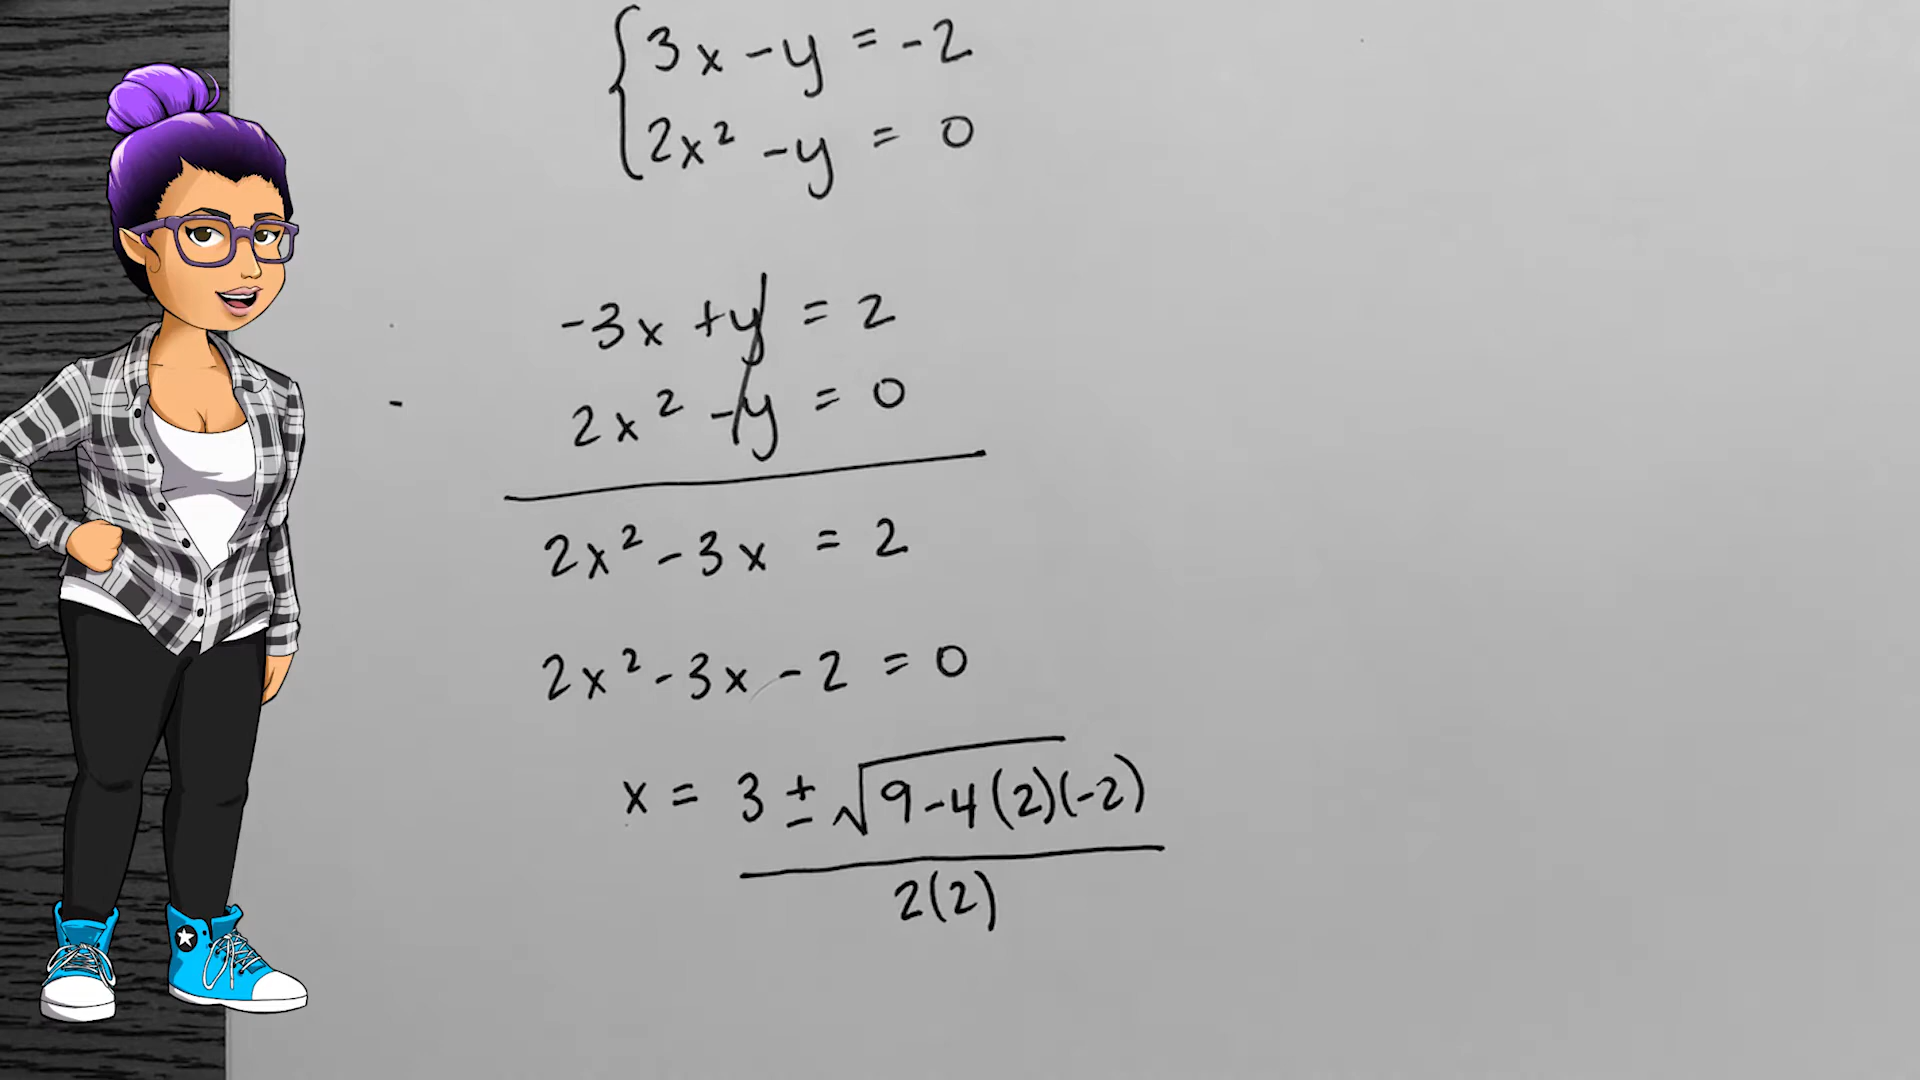 3x - y = -2
2x² - y = 0
-3x + y = 2
2x² - y = 0
2x² - 3x = 2
2x² - 3x - 2 = 0
x = 3 ± √9-4(2)(-2)
2(2)